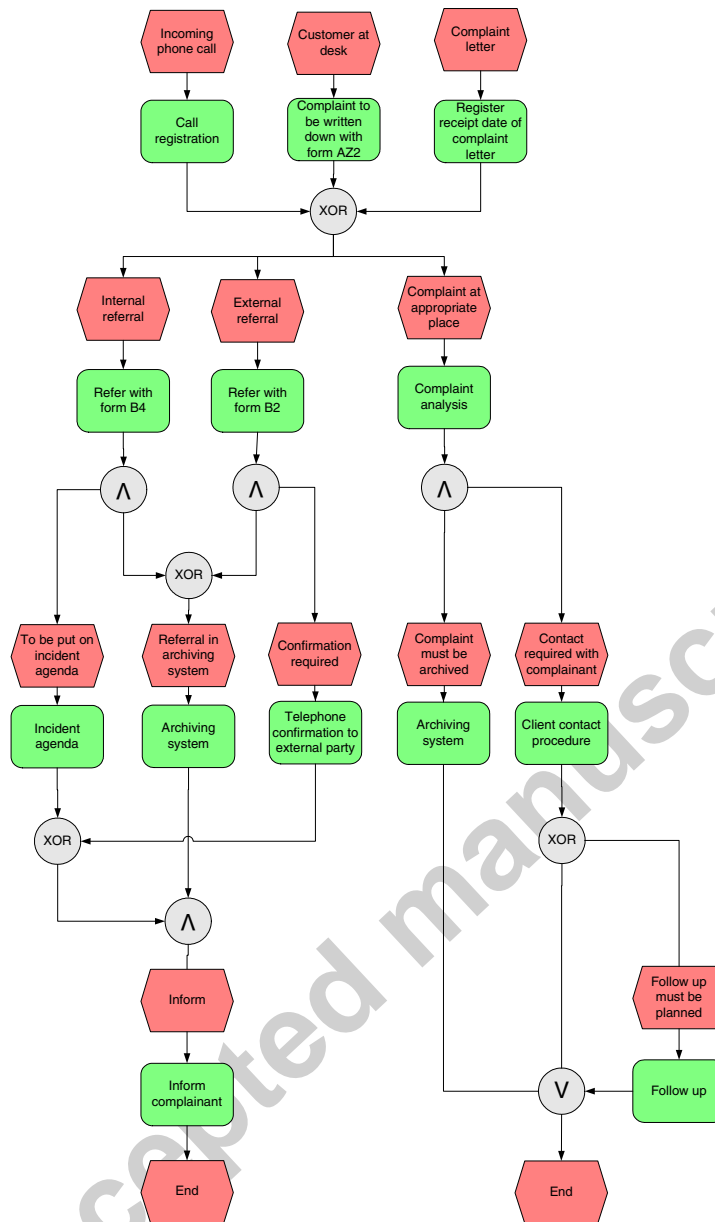 Incoming
phone call
Customer at
desk
Complaint
letter
Call
registration
Complaint to
be written
down with
form AZ2
Register
receipt date of
complaint
letter
XOR
Internal
referral
External
referral
Complaint at
appropriate
place
Refer with
form B4
Refer with
form B2
Complaint
analysis
Λ
Λ
Λ
XOR
To be put on
incident
agenda
Referral in
archiving
system
Confirmation
required
Complaint
must be
archived
Contact
required with
complainant
Incident
agenda
Archiving
system
Telephone
confirmation to
external party
Archiving
system
Client contact
procedure
XOR
XOR
Λ
Inform
Follow up
must be
planned
Inform
complainant
V
Follow up
End
End
cepted manusc